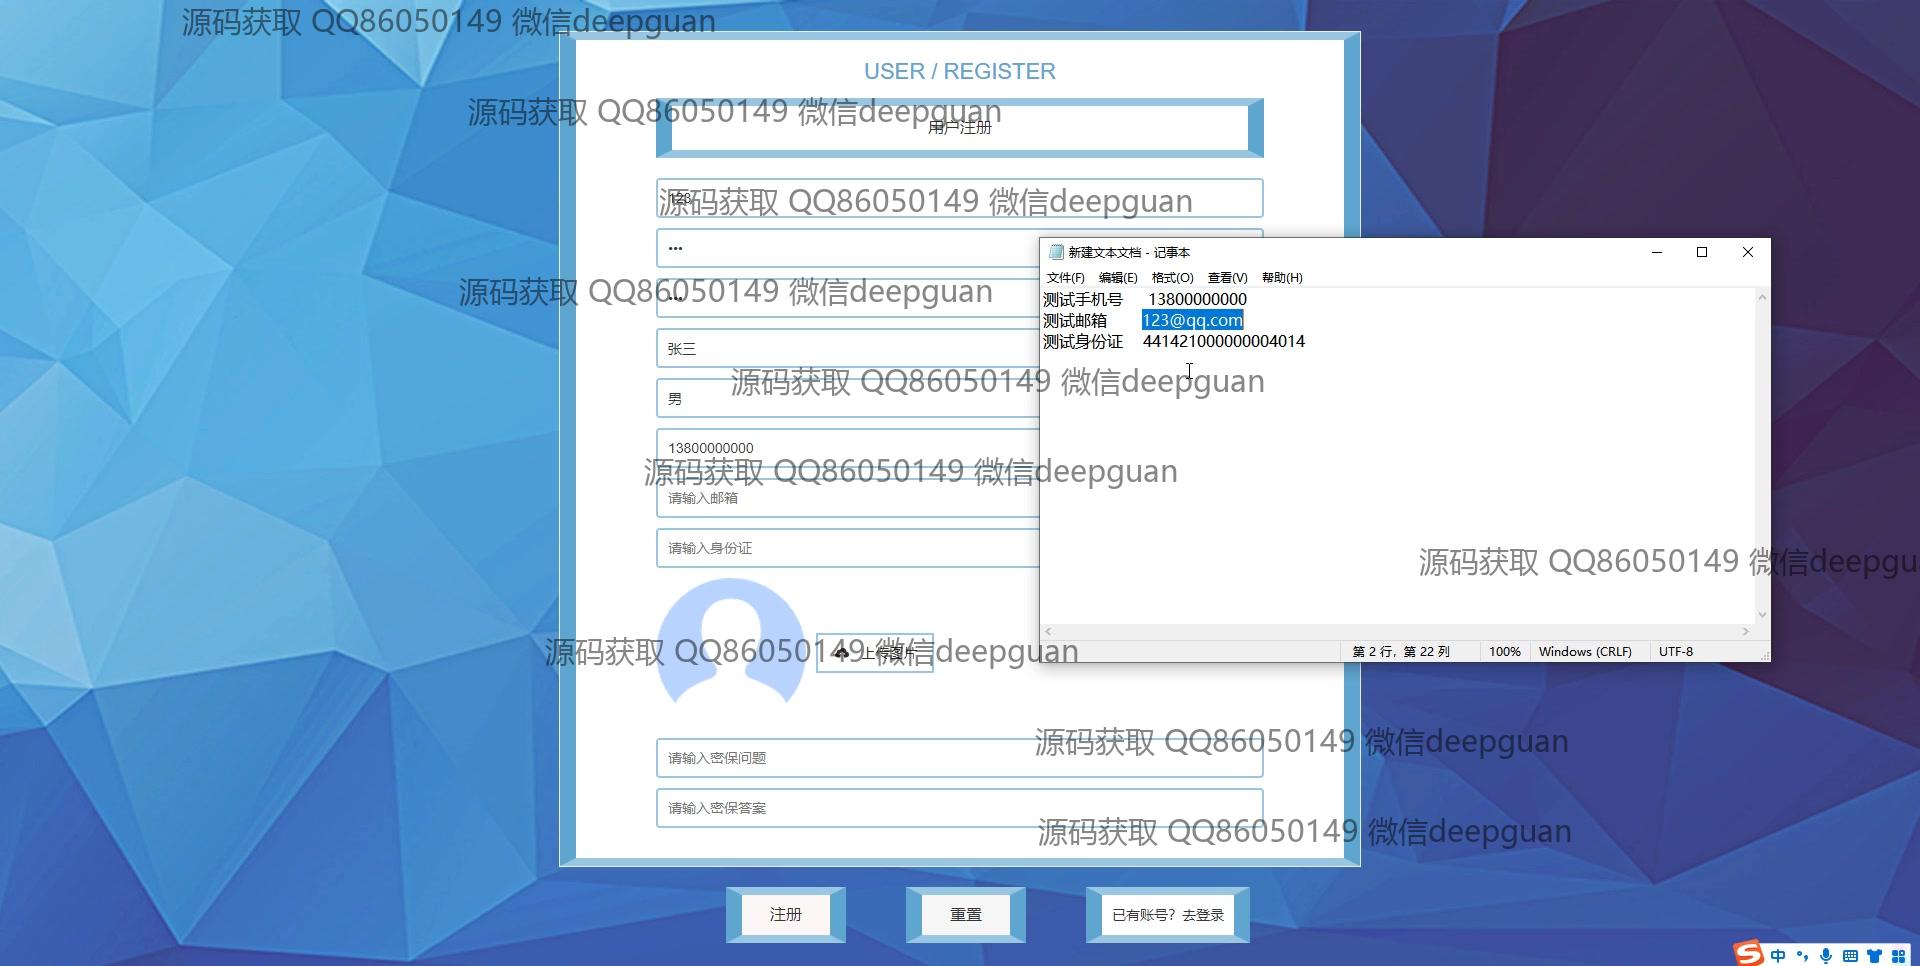 源码获取 QQ86050149 微信deepguan
USER / REGISTER
源码获取 QQ86050149 微信deepguan
用户注册
123
源码获取 QQ86050149 微信deepguan
•••
新建文本文档 - 记事本
文件(F) 编辑(E) 格式(O) 查看(V) 帮助(H)
•••
源码获取 QQ86050149 微信deepguan
测试手机号 13800000000
测试邮箱 123@qq.com
测试身份证 441421000000004014
张三
源码获取 QQ86050149 微信deepguan
男
13800000000
源码获取 QQ86050149 微信deepguan
请输入邮箱
请输入身份证
源码获取 QQ86050149 微信deepgu
源码获取 QQ86050149 微信deepguan
上传图片
第 2 行，第 22 列 100% Windows (CRLF) UTF-8
源码获取 QQ86050149 微信deepguan
请输入密保问题
请输入密保答案
源码获取 QQ86050149 微信deepguan
注册
重置
已有账号？去登录
中